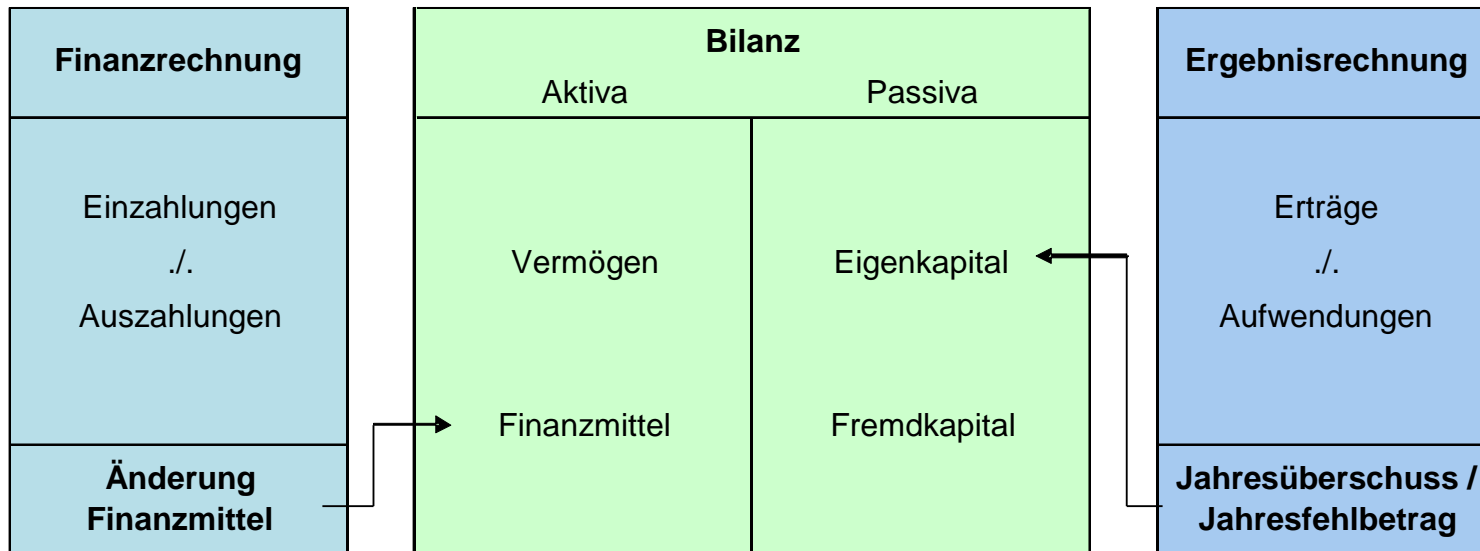 Finanzrechnung
Einzahlungen
./.
Auszahlungen
Änderung
Finanzmittel
Bilanz
Aktiva
Passiva
Vermögen
Eigenkapital
Finanzmittel
Fremdkapital
Ergebnisrechnung
Erträge
./.
Aufwendungen
Jahresüberschuss /
Jahresfehlbetrag